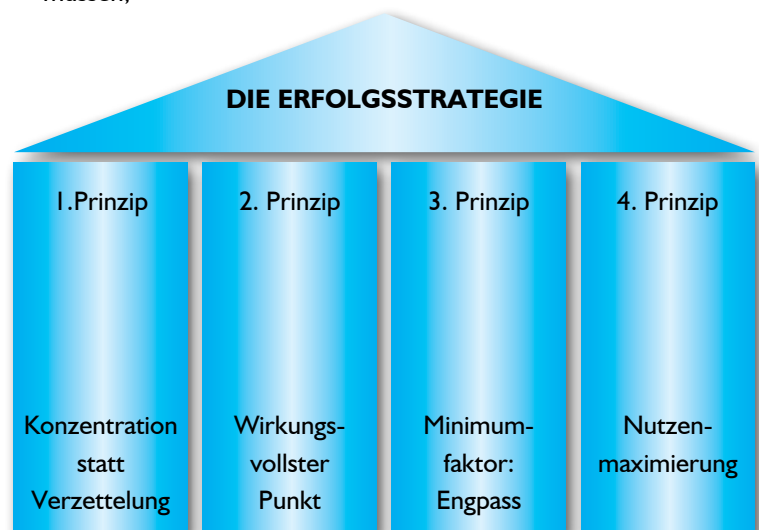 müssen,
DIE ERFOLGSSTRATEGIE
1.Prinzip
2. Prinzip
3. Prinzip
4. Prinzip
Konzentration
statt
Verzettelung
Wirkungs-
vollster
Punkt
Minimum-
faktor:
Engpass
Nutzen-
maximierung